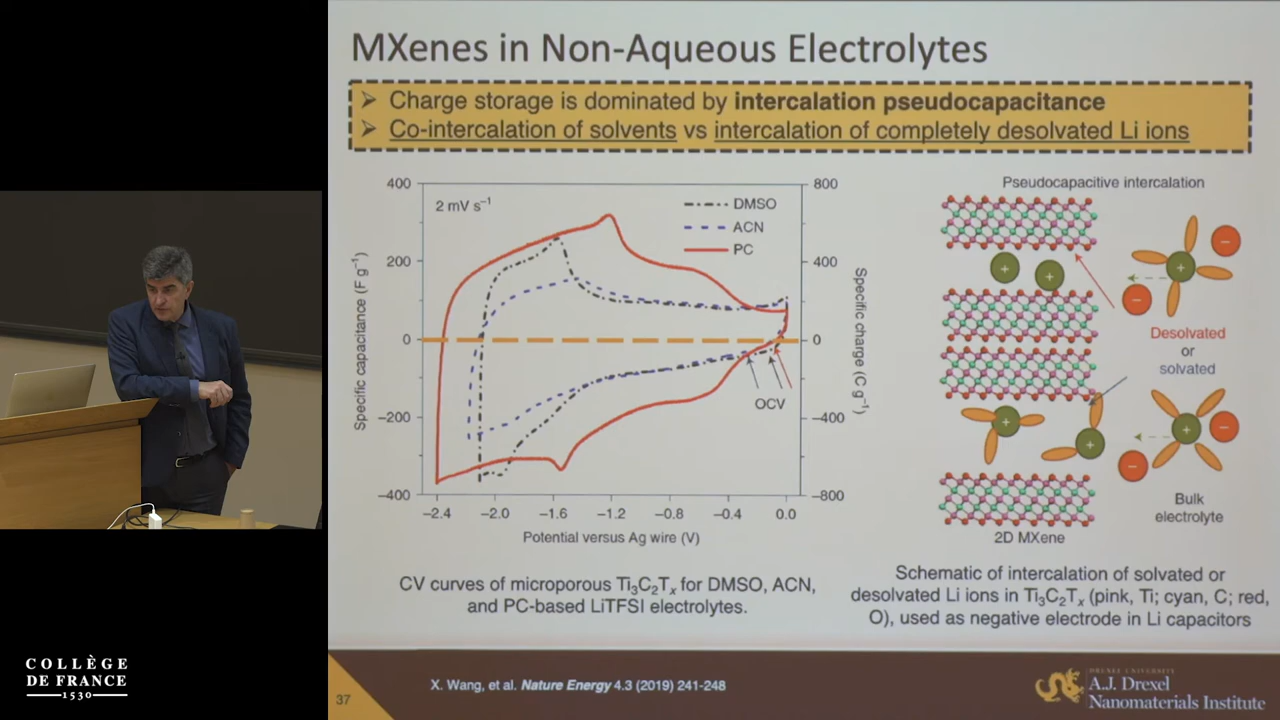 MXenes in Non-Aqueous Electrolytes
➢ Charge storage is dominated by intercalation pseudocapacitance
➢ Co-intercalation of solvents vs intercalation of completely desolvated Li ions
400
200
0
−200
−400
Specific capacitance (F g⁻¹)
2 mV s⁻¹
DMSO
ACN
PC
OCV
800
400
0
−400
−800
Specific charge (C g⁻¹)
−2.4 −2.0 −1.6 −1.2 −0.8 −0.4 0.0
Potential versus Ag wire (V)
CV curves of microporous Ti₃C₂Tₓ for DMSO, ACN,
and PC-based LiTFSI electrolytes.
Pseudocapacitive intercalation
+ + + − −
Desolvated
or
solvated
+ + + − −
Bulk
electrolyte
2D MXene
Schematic of intercalation of solvated or
desolvated Li ions in Ti₃C₂Tₓ (pink, Ti; cyan, C; red,
O), used as negative electrode in Li capacitors
COLLÈGE
DE FRANCE
1530
37
X. Wang, et al. Nature Energy 4.3 (2019) 241-248
DREXEL UNIVERSITY
A.J. Drexel
Nanomaterials Institute